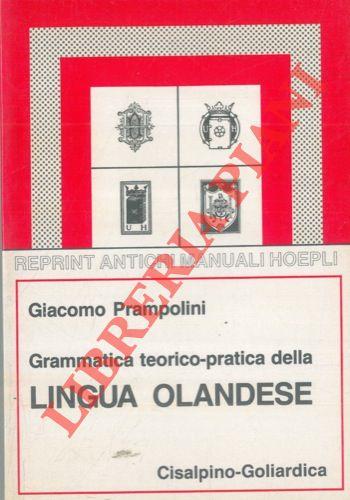 U H
U H
REPRINT ANTICHI MANUALI HOEPLI
Giacomo Prampolini
Grammatica teorico-pratica della
LINGUA OLANDESE
Cisalpino-Goliardica
LIBRERIA PIANI